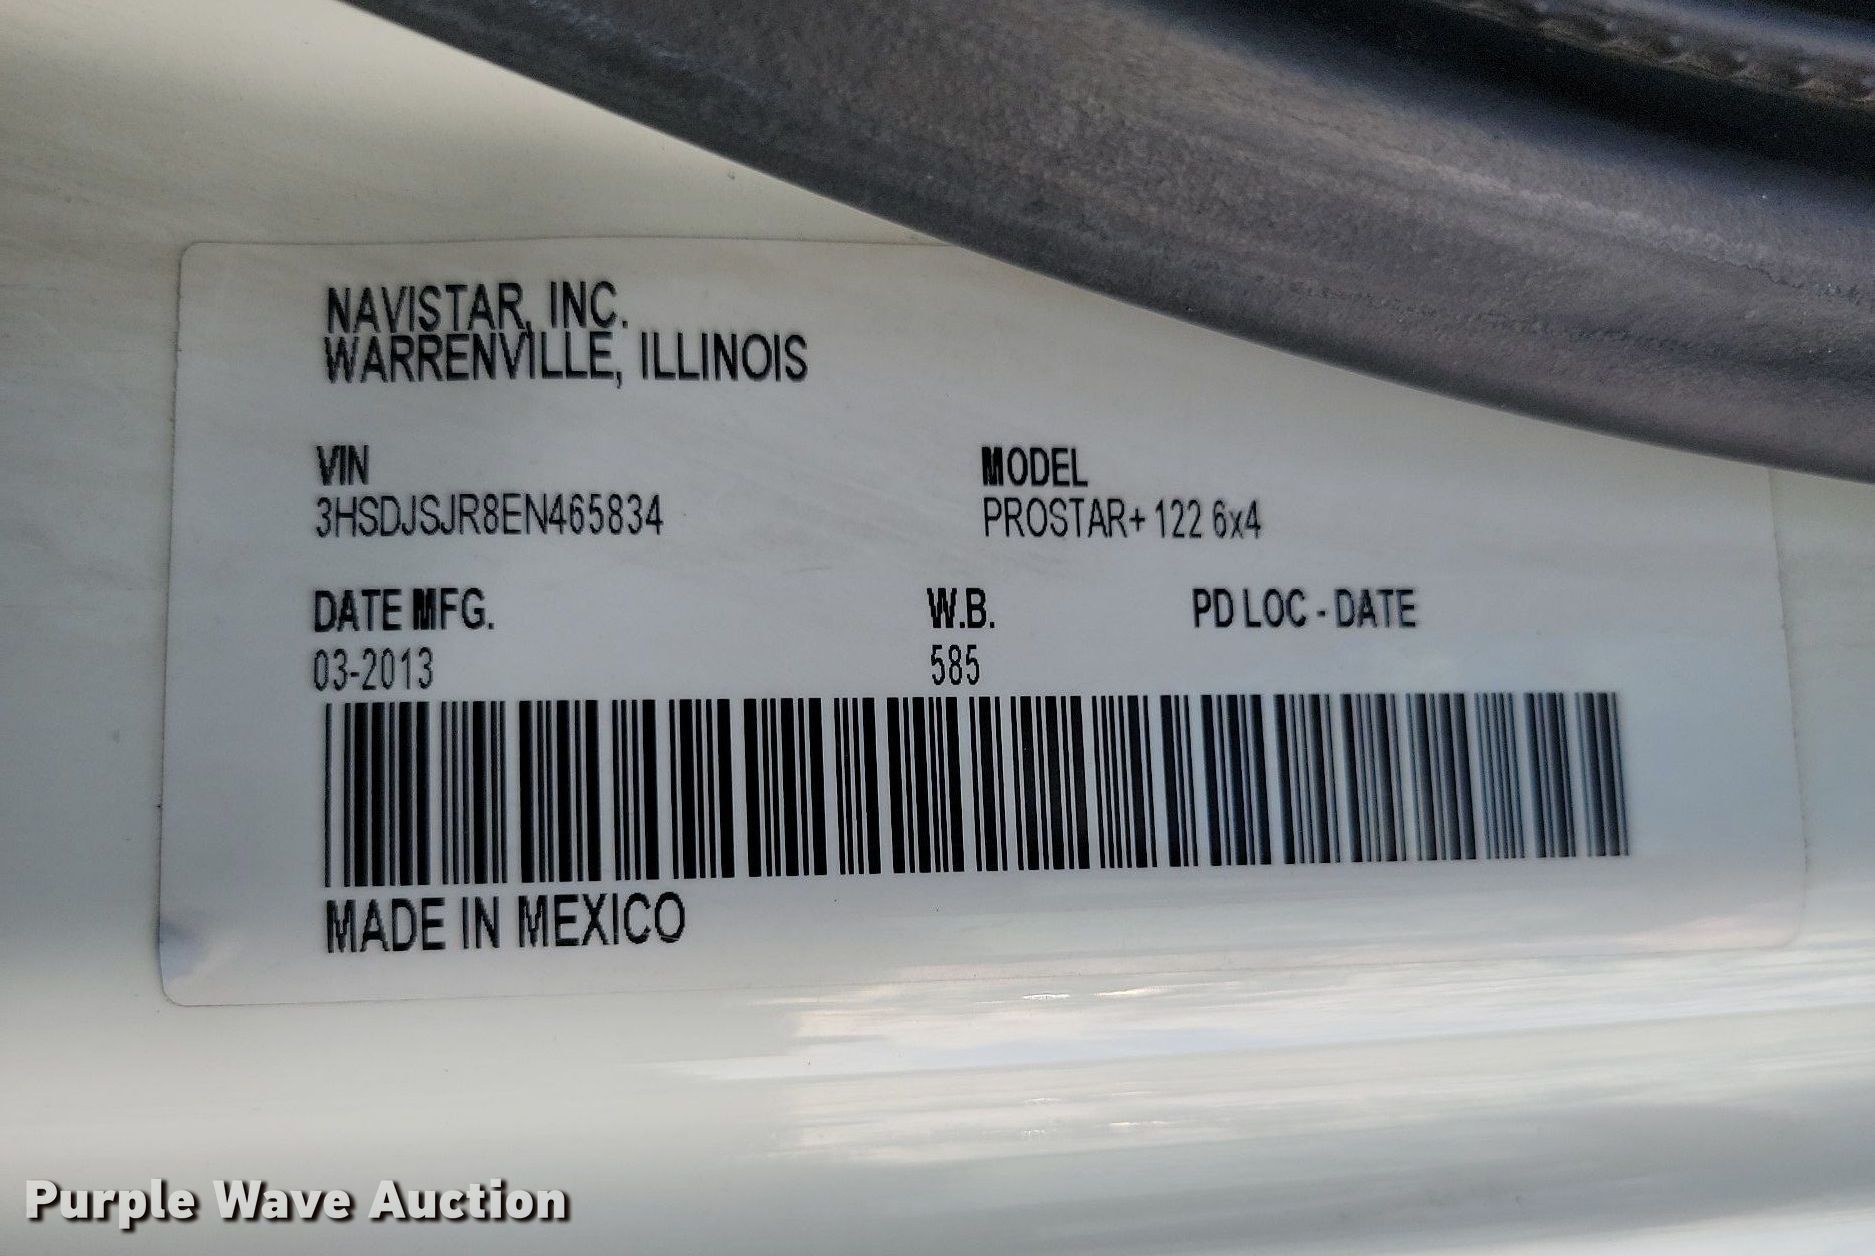 NAVISTAR, INC.
WARRENVILLE, ILLINOIS
VIN
3HSDJSJR8EN465834
MODEL
PROSTAR+ 122 6x4
DATE MFG.
03-2013
W.B.
585
PD LOC - DATE
MADE IN MEXICO
Purple Wave Auction